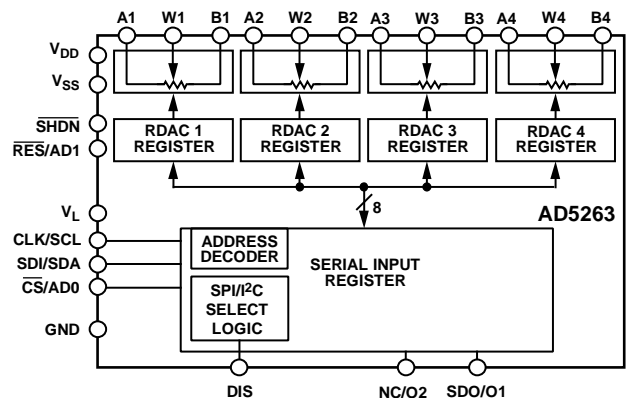 A1 W1 B1 A2 W2 B2 A3 W3 B3 A4 W4 B4
VDD
VSS
SHDN
RES/AD1
RDAC 1 REGISTER
RDAC 2 REGISTER
RDAC 3 REGISTER
RDAC 4 REGISTER
8
AD5263
VL
CLK/SCL
SDI/SDA
CS/AD0
GND
ADDRESS
DECODER
SERIAL INPUT
REGISTER
SPI/I2C
SELECT
LOGIC
DIS
NC/O2
SDO/O1